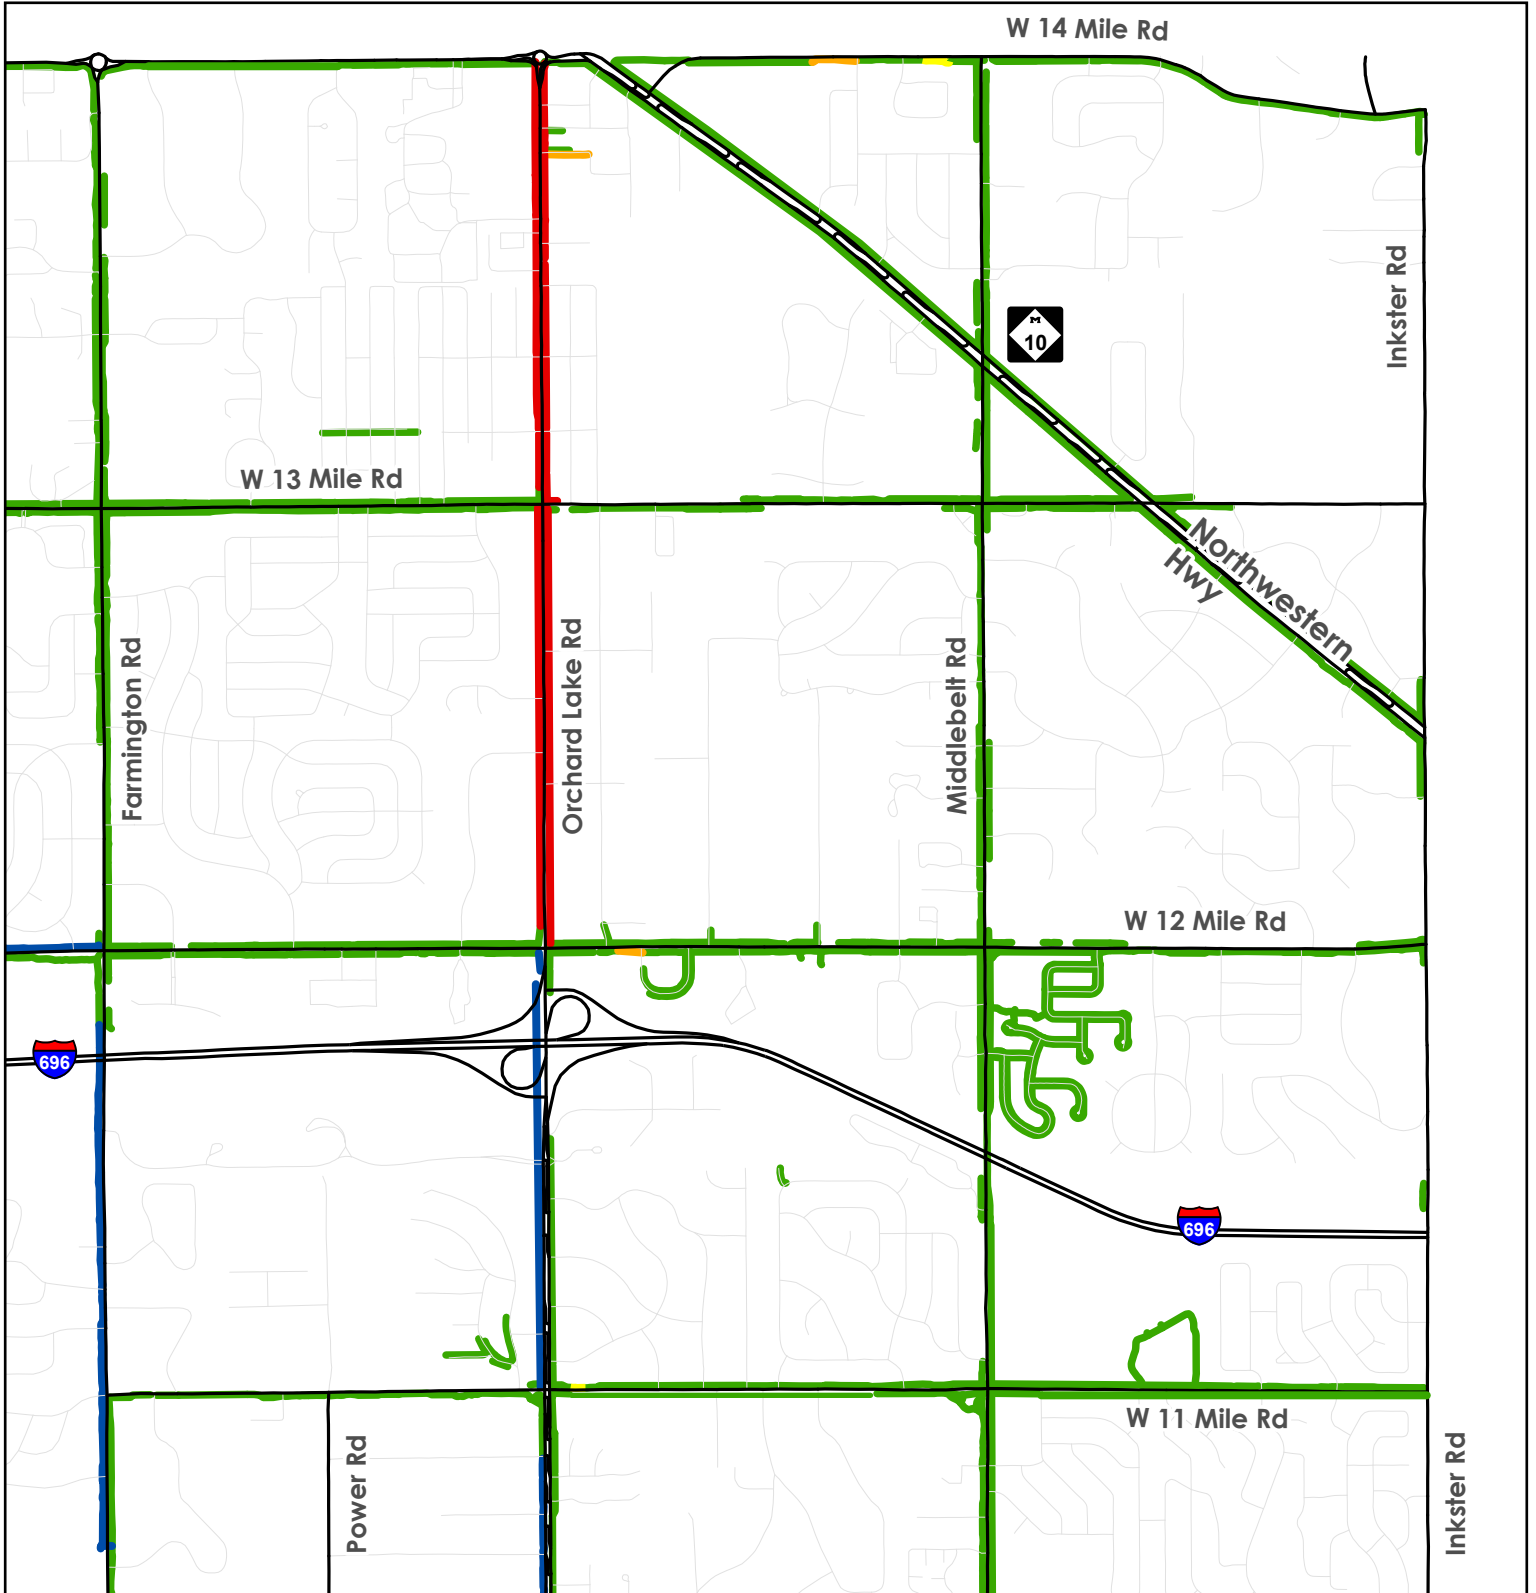 W 14 Mile Rd
Inkster Rd
M
10
W 13 Mile Rd
Northwestern
Hwy
Farmington Rd
Orchard Lake Rd
Middlebelt Rd
W 12 Mile Rd
696
696
W 11 Mile Rd
Power Rd
Inkster Rd